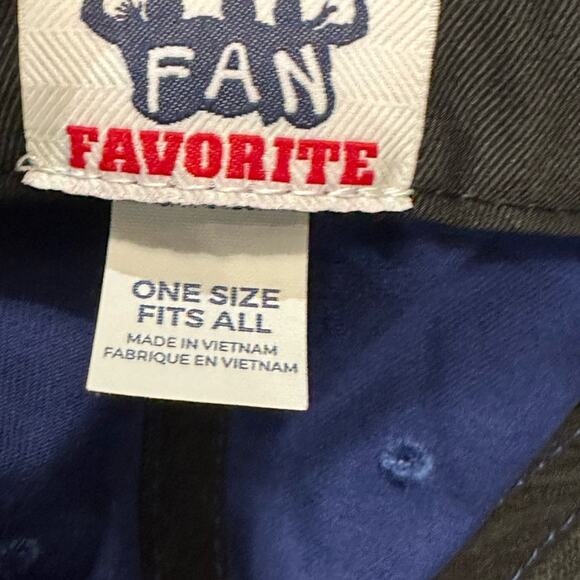 FAN
FAVORITE
ONE SIZE
FITS ALL
MADE IN VIETNAM
FABRIQUE EN VIETNAM